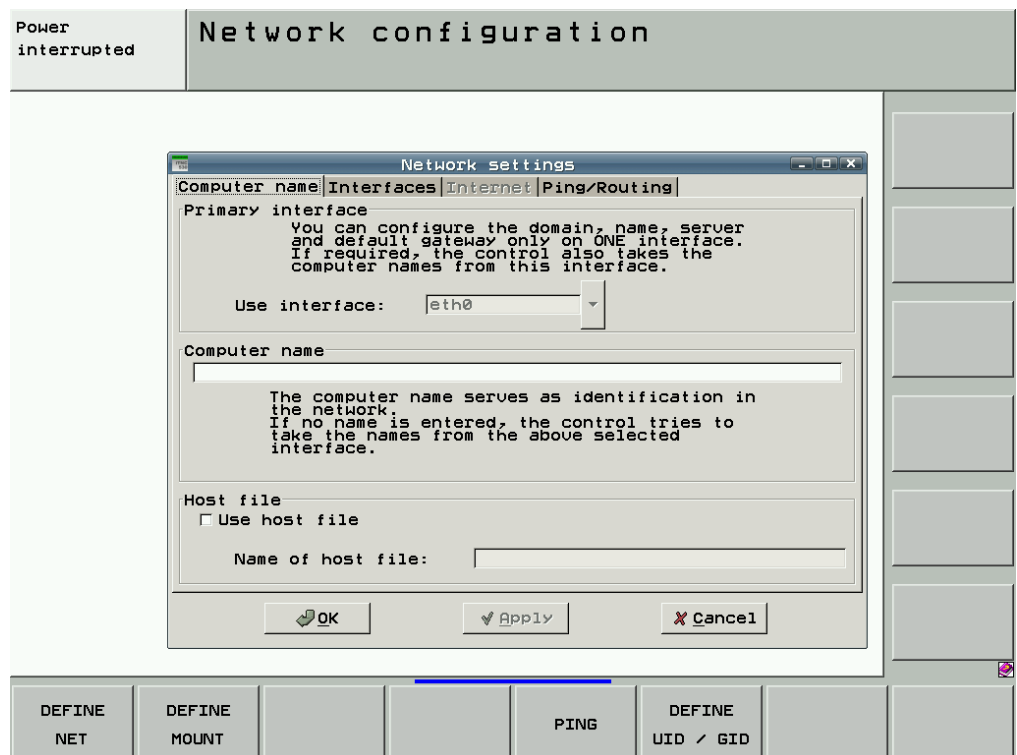 Power
interrupted
Network configuration
Network settings
Computer name Interfaces Internet Ping/Routing
Primary interface
You can configure the domain, name, server
and default gateway only on ONE interface.
If required, the control also takes the
computer names from this interface.
Use interface: eth0
Computer name
The computer name serves as identification in
the network.
If no name is entered, the control tries to
take the names from the above selected
interface.
Host file
Use host file
Name of host file:
OK Apply Cancel
DEFINE
NET
DEFINE
MOUNT
PING
DEFINE
UID / GID